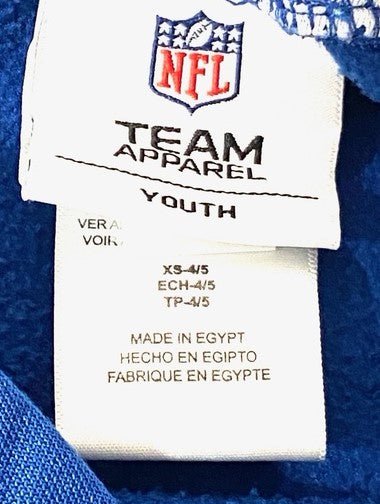 NFL
TEAM
APPAREL
YOUTH
VER
VOIR
XS-4/5
ECH-4/5
TP-4/5
MADE IN EGYPT
HECHO EN EGIPTO
FABRIQUE EN EGYPTE